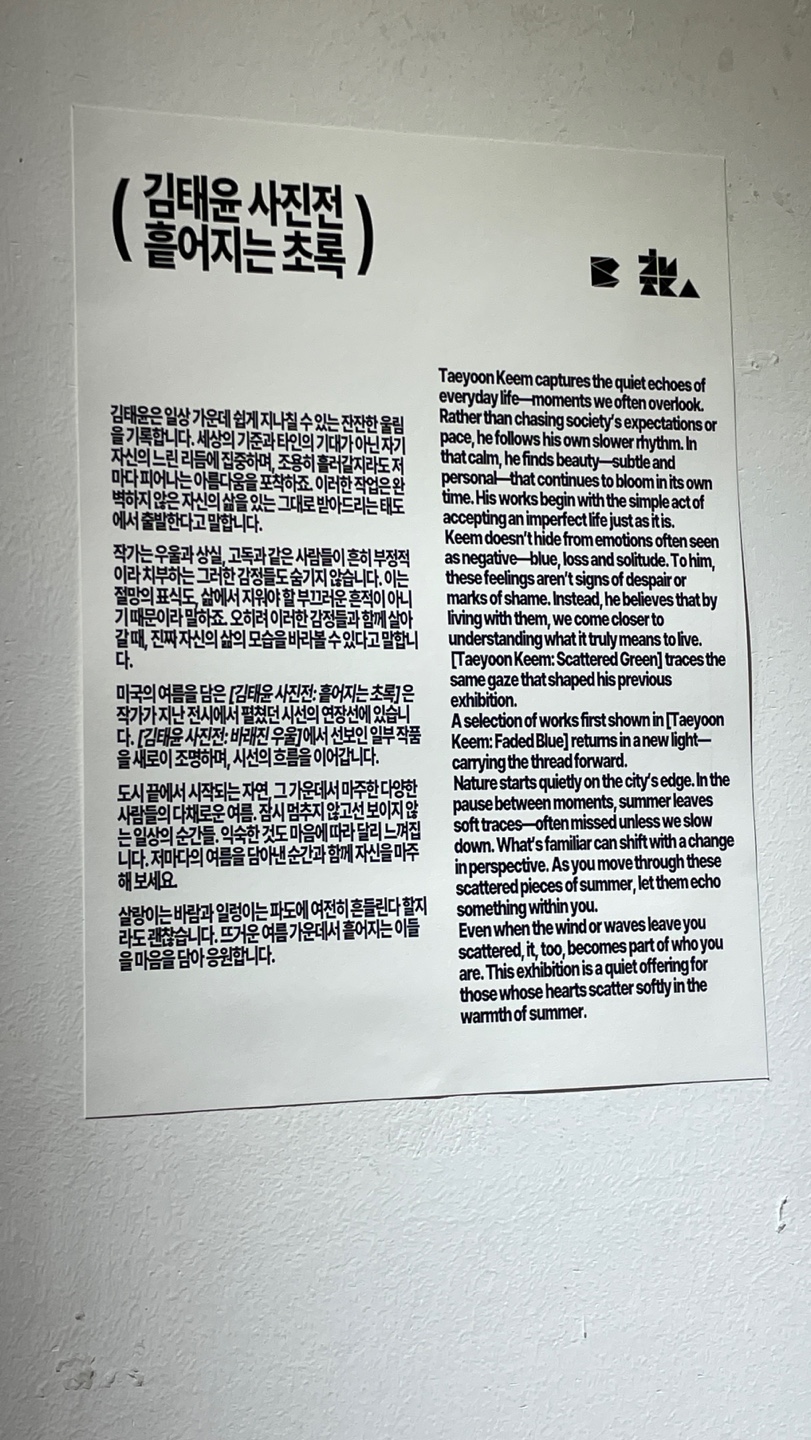 ( 김태윤 사진전
흩어지는 초록 )
김태윤은 일상 가운데 쉽게 지나칠 수 있는 잔잔한 울림
을 기록합니다. 세상의 기준과 타인의 기대가 아닌 자기
자신의 느린 리듬에 집중하며, 조용히 흘러갈지라도 저
마다 피어나는 아름다움을 포착하죠. 이러한 작업은 완
벽하지 않은 자신의 삶을 있는 그대로 받아드리는 태도
에서 출발한다고 말합니다.
작가는 우울과 상실, 고독과 같은 사람들이 흔히 부정적
이라 치부하는 그러한 감정들도 숨기지 않습니다. 이는
절망의 표식도, 삶에서 지워야 할 부끄러운 흔적이 아니
기 때문이라 말하죠. 오히려 이러한 감정들과 함께 살아
갈 때, 진짜 자신의 삶의 모습을 바라볼 수 있다고 말합니
다.
미국의 여름을 담은 [김태윤 사진전: 흩어지는 초록]은
작가가 지난 전시에서 펼쳤던 시선의 연장선에 있습니
다. [김태윤 사진전: 바래진 우울]에서 선보인 일부 작품
을 새로이 조명하며, 시선의 흐름을 이어갑니다.
도시 끝에서 시작되는 자연, 그 가운데서 마주한 다양한
사람들의 다채로운 여름. 잠시 멈추지 않고선 보이지 않
는 일상의 순간들. 익숙한 것도 마음에 따라 달리 느껴집
니다. 저마다의 여름을 담아낸 순간과 함께 자신을 마주
해 보세요.
살랑이는 바람과 일렁이는 파도에 여전히 흔들린다 할지
라도 괜찮습니다. 뜨거운 여름 가운데서 흩어지는 이들
을 마음을 담아 응원합니다.
Taeyoon Keem captures the quiet echoes of
everyday life—moments we often overlook.
Rather than chasing society's expectations or
pace, he follows his own slower rhythm. In
that calm, he finds beauty—subtle and
personal—that continues to bloom in its own
time. His works begin with the simple act of
accepting an imperfect life just as it is.
Keem doesn't hide from emotions often seen
as negative—blue, loss and solitude. To him,
these feelings aren't signs of despair or
marks of shame. Instead, he believes that by
living with them, we come closer to
understanding what it truly means to live.
[Taeyoon Keem: Scattered Green] traces the
same gaze that shaped his previous
exhibition.
A selection of works first shown in [Taeyoon
Keem: Faded Blue] returns in a new light—
carrying the thread forward.
Nature starts quietly on the city's edge. In the
pause between moments, summer leaves
soft traces—often missed unless we slow
down. What's familiar can shift with a change
in perspective. As you move through these
scattered pieces of summer, let them echo
something within you.
Even when the wind or waves leave you
scattered, it, too, becomes part of who you
are. This exhibition is a quiet offering for
those whose hearts scatter softly in the
warmth of summer.